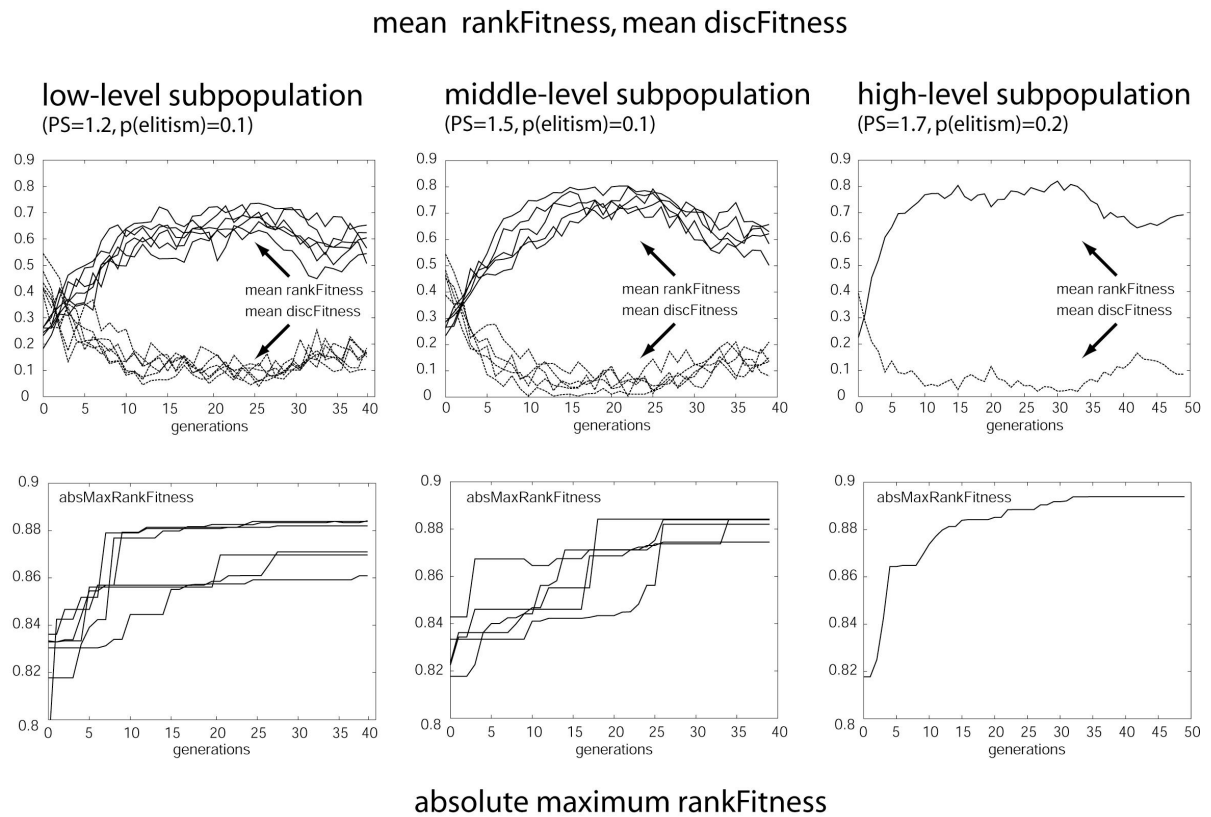 mean rankFitness, mean discFitness
low-level subpopulation
(PS=1.2, p(elitism)=0.1)
middle-level subpopulation
(PS=1.5, p(elitism)=0.1)
high-level subpopulation
(PS=1.7, p(elitism)=0.2)
0.9
0.8
0.7
0.6
0.5
0.4
0.3
0.2
0.1
0
mean rankFitness
mean discFitness
0 5 10 15 20 25 30 35 40
generations
0.9
0.8
0.7
0.6
0.5
0.4
0.3
0.2
0.1
0
mean rankFitness
mean discFitness
0 5 10 15 20 25 30 35 40
generations
0.9
0.8
0.7
0.6
0.5
0.4
0.3
0.2
0.1
0
mean rankFitness
mean discFitness
0 5 10 15 20 25 30 35 40 45 50
generations
0.9
0.88
0.86
0.84
0.82
0.8
absMaxRankFitness
0 5 10 15 20 25 30 35 40
generations
0.9
0.88
0.86
0.84
0.82
0.8
absMaxRankFitness
0 5 10 15 20 25 30 35 40
generations
0.9
0.88
0.86
0.84
0.82
0.8
absMaxRankFitness
0 5 10 15 20 25 30 35 40 45 50
generations
absolute maximum rankFitness